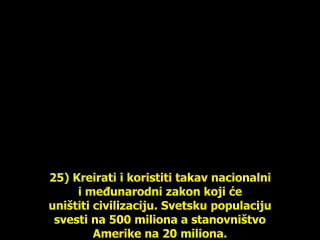 25) Kreirati i koristiti takav nacionalni
i međunarodni zakon koji će
uništiti civilizaciju. Svetsku populaciju
svesti na 500 miliona a stanovništvo
Amerike na 20 miliona.